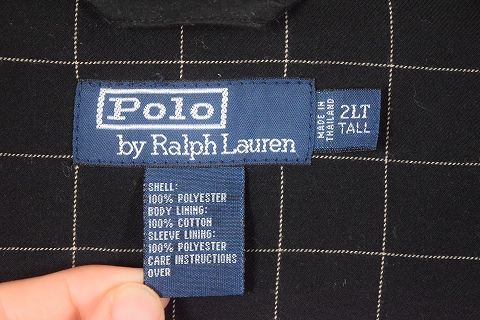 Polo
by Ralph Lauren
MADE IN
THAILAND
2LT
TALL
SHELL:
100% POLYESTER
BODY LINING:
100% COTTON
SLEEVE LINING:
100% POLYESTER
CARE INSTRUCTIONS
OVER